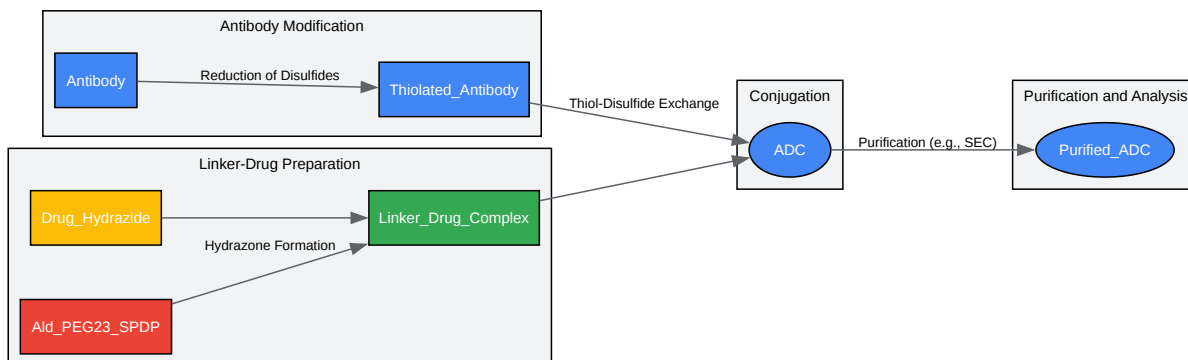 Antibody Modification
Antibody
Reduction of Disulfides
Thiolated_Antibody
Thiol-Disulfide Exchange
Conjugation
ADC
Purification (e.g., SEC)
Purification and Analysis
Purified_ADC
Linker-Drug Preparation
Drug_Hydrazide
Linker_Drug_Complex
Hydrazone Formation
Ald_PEG23_SPDP